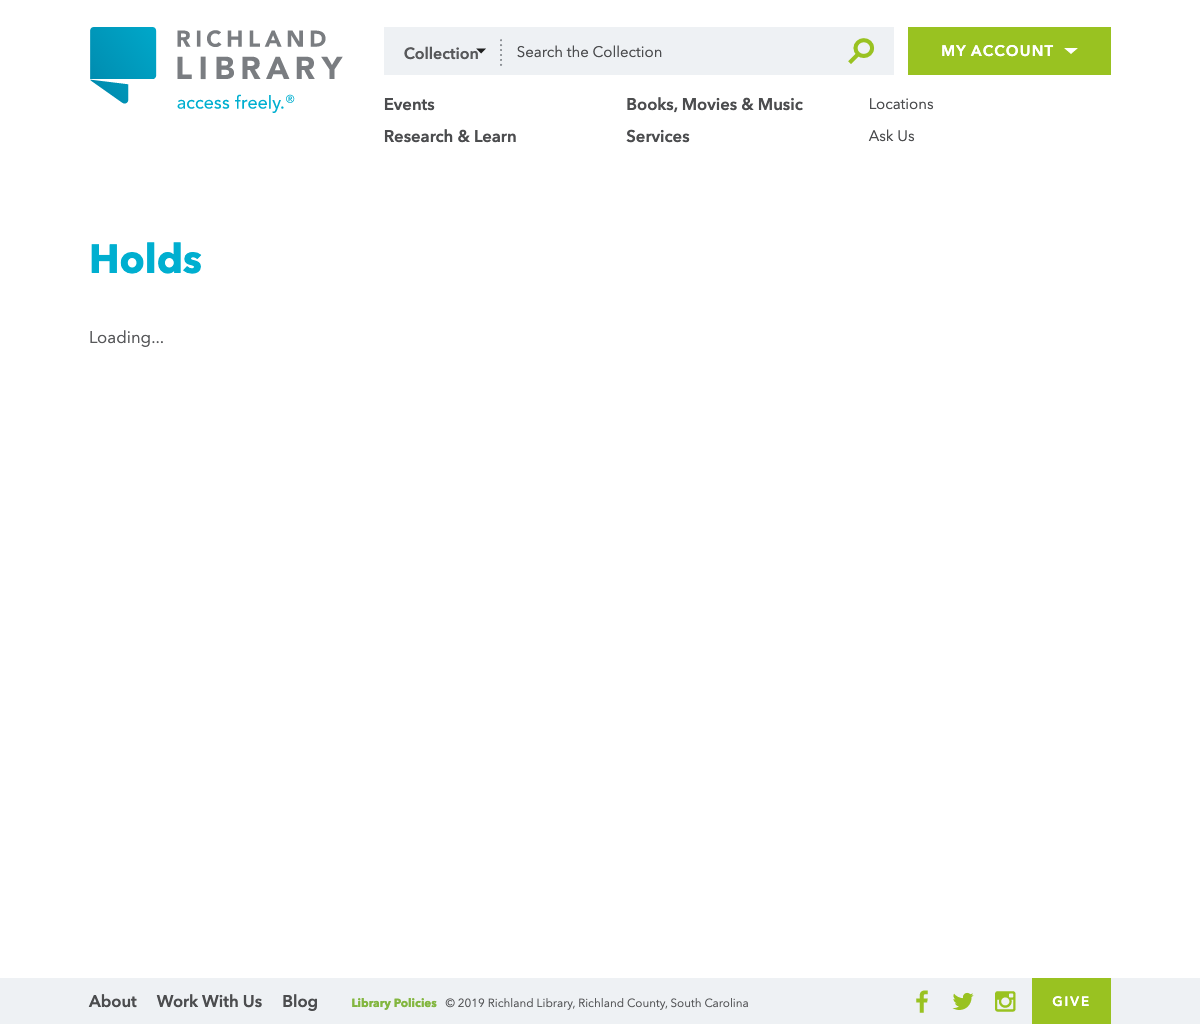 RICHLAND
LIBRARY
access freely.®
Collection
Search the Collection
MY ACCOUNT
Events
Books, Movies & Music
Locations
Research & Learn
Services
Ask Us
Holds
Loading...
About
Work With Us
Blog
Library Policies
© 2019 Richland Library, Richland County, South Carolina
GIVE